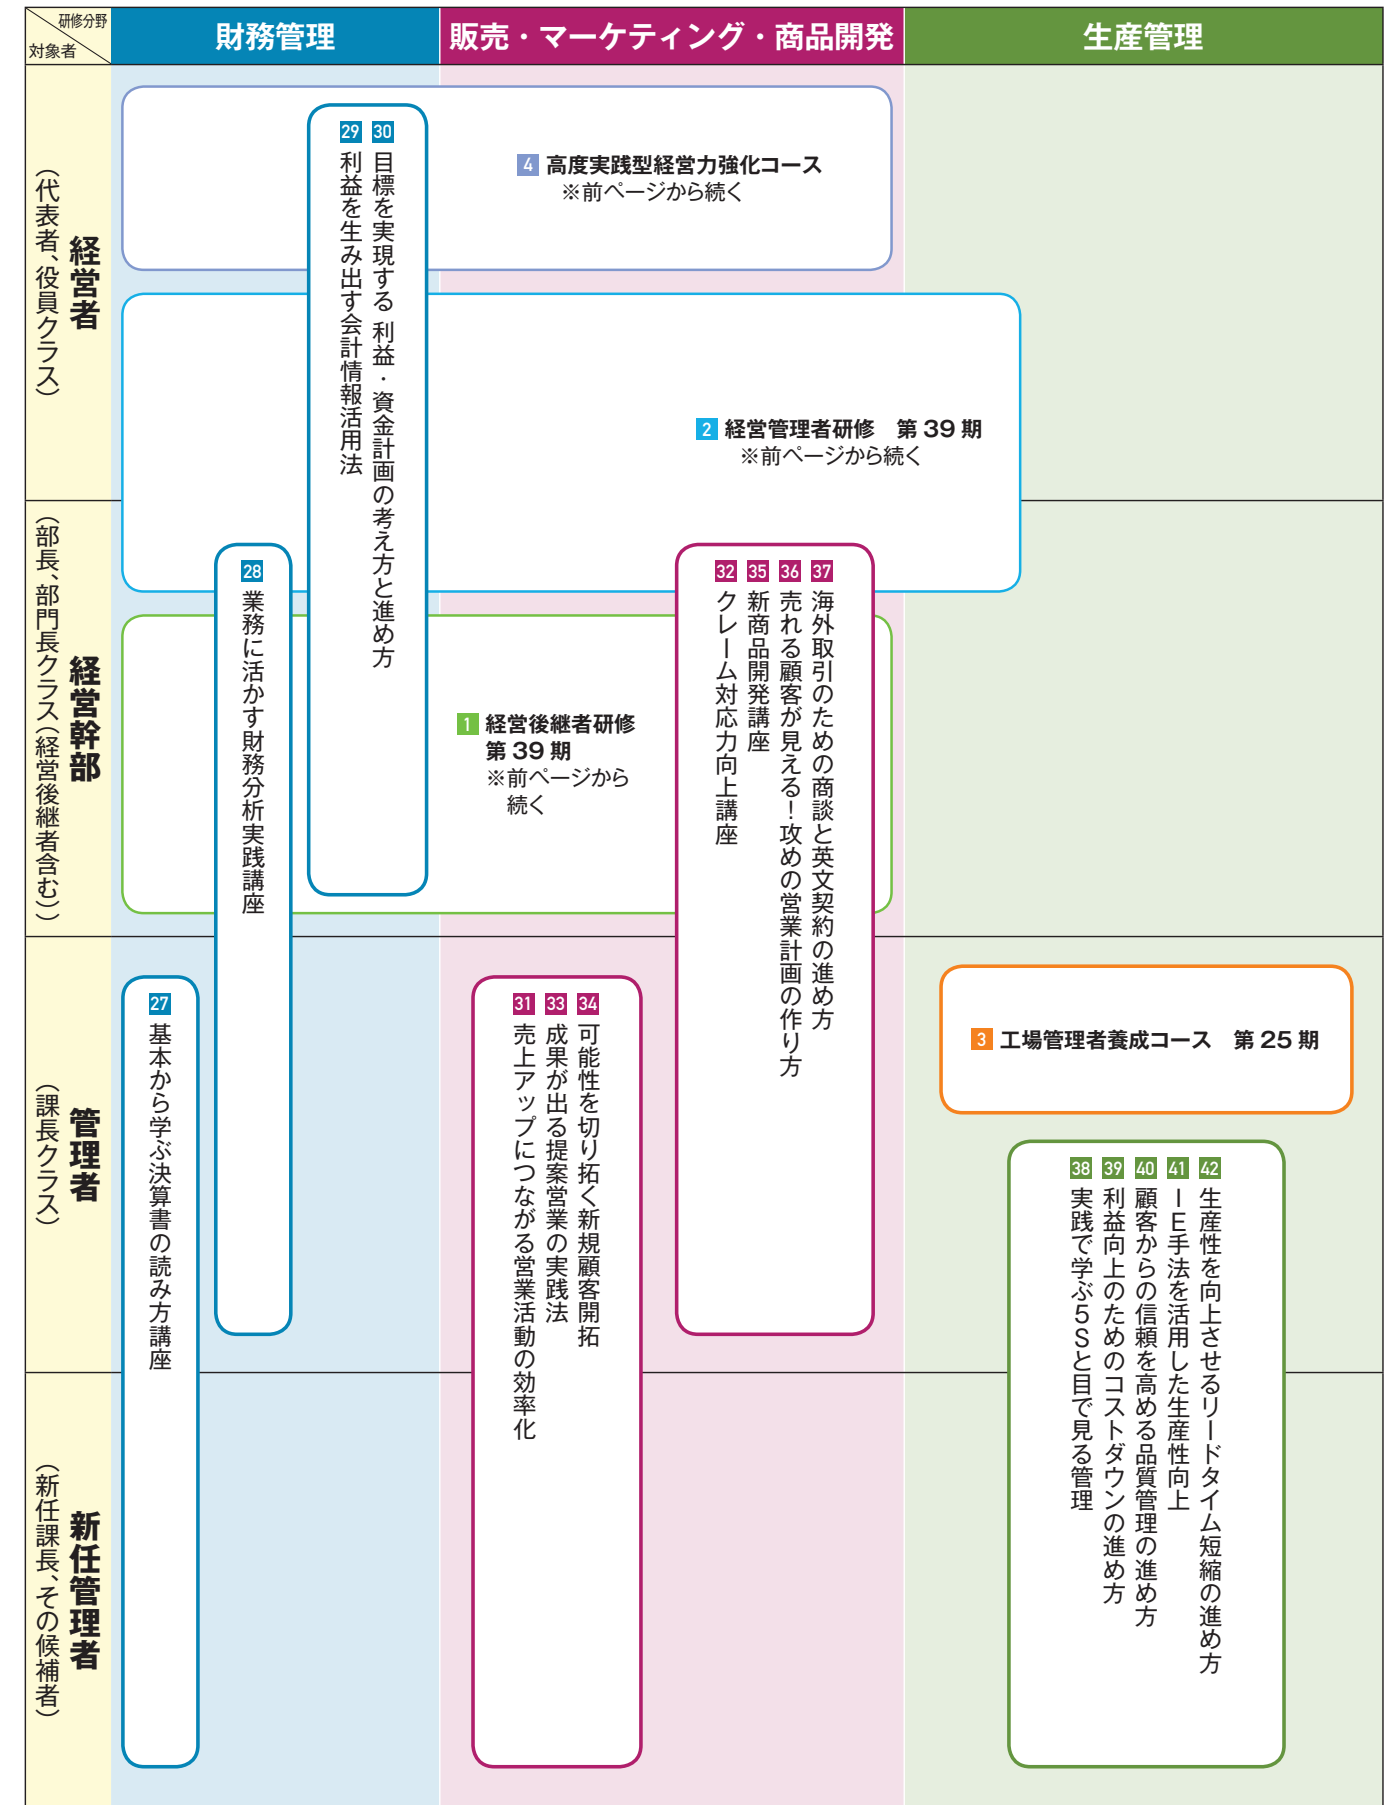 研修分野
対象者
財務管理
販売・マーケティング・商品開発
生産管理
経営者
（代表者、役員クラス）
4 高度実践型経営力強化コース
※前ページから続く
30 目標を実現する 利益・資金計画の考え方と進め方
29 利益を生み出す会計情報活用法
2 経営管理者研修　第39期
※前ページから続く
経営幹部
（部長、部門長クラス（経営後継者含む））
28 業務に活かす財務分析実践講座
1 経営後継者研修
第39期
※前ページから
続く
37 海外取引のための商談と英文契約の進め方
36 売れる顧客が見える！攻めの営業計画の作り方
35 新商品開発講座
32 クレーム対応力向上講座
管理者
（課長クラス）
27 基本から学ぶ決算書の読み方講座
34 可能性を切り拓く新規顧客開拓
33 成果が出る提案営業の実践法
31 売上アップにつながる営業活動の効率化
3 工場管理者養成コース　第25期
42 生産性を向上させるリードタイム短縮の進め方
41 IE手法を活用した生産性向上
40 顧客からの信頼を高める品質管理の進め方
39 利益向上のためのコストダウンの進め方
38 実践で学ぶ5Sと目で見る管理
新任管理者
（新任課長、その候補者）